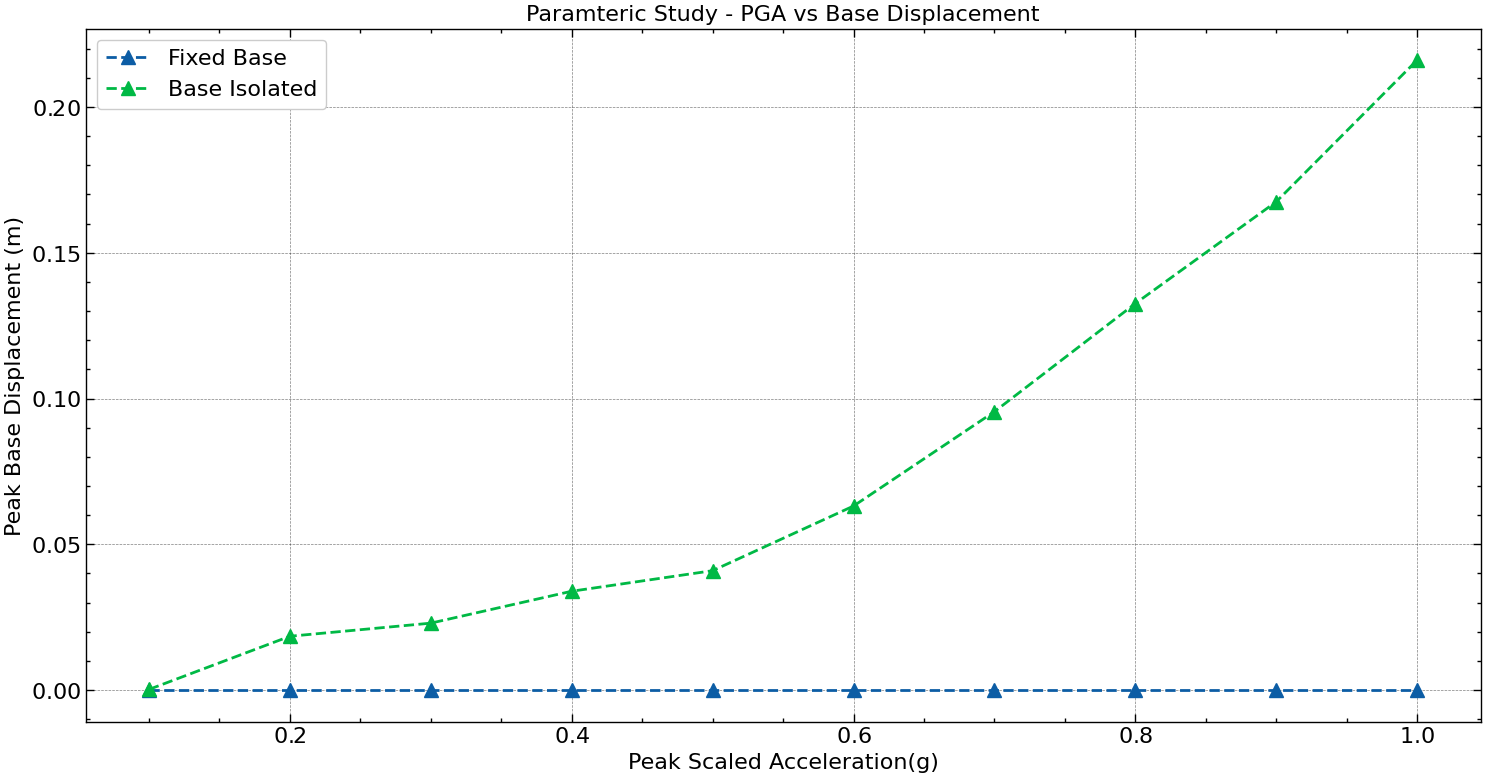 Paramteric Study - PGA vs Base Displacement
Fixed Base
Base Isolated
Peak Base Displacement (m)
0.20
0.15
0.10
0.05
0.00
0.2 0.4 0.6 0.8 1.0
Peak Scaled Acceleration(g)